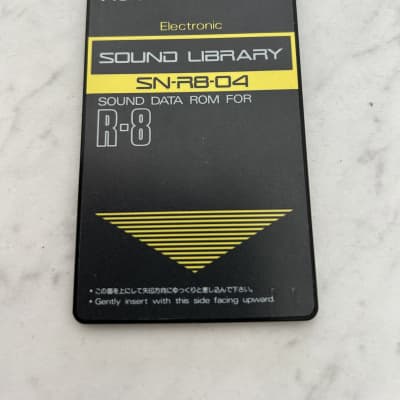 Electronic
SOUND LIBRARY
SN-R8-04
SOUND DATA ROM FOR
R-8
• この面を上にして矢印方向にゆっくりと差し込んで下さい。
• Gently insert with this side facing upward.